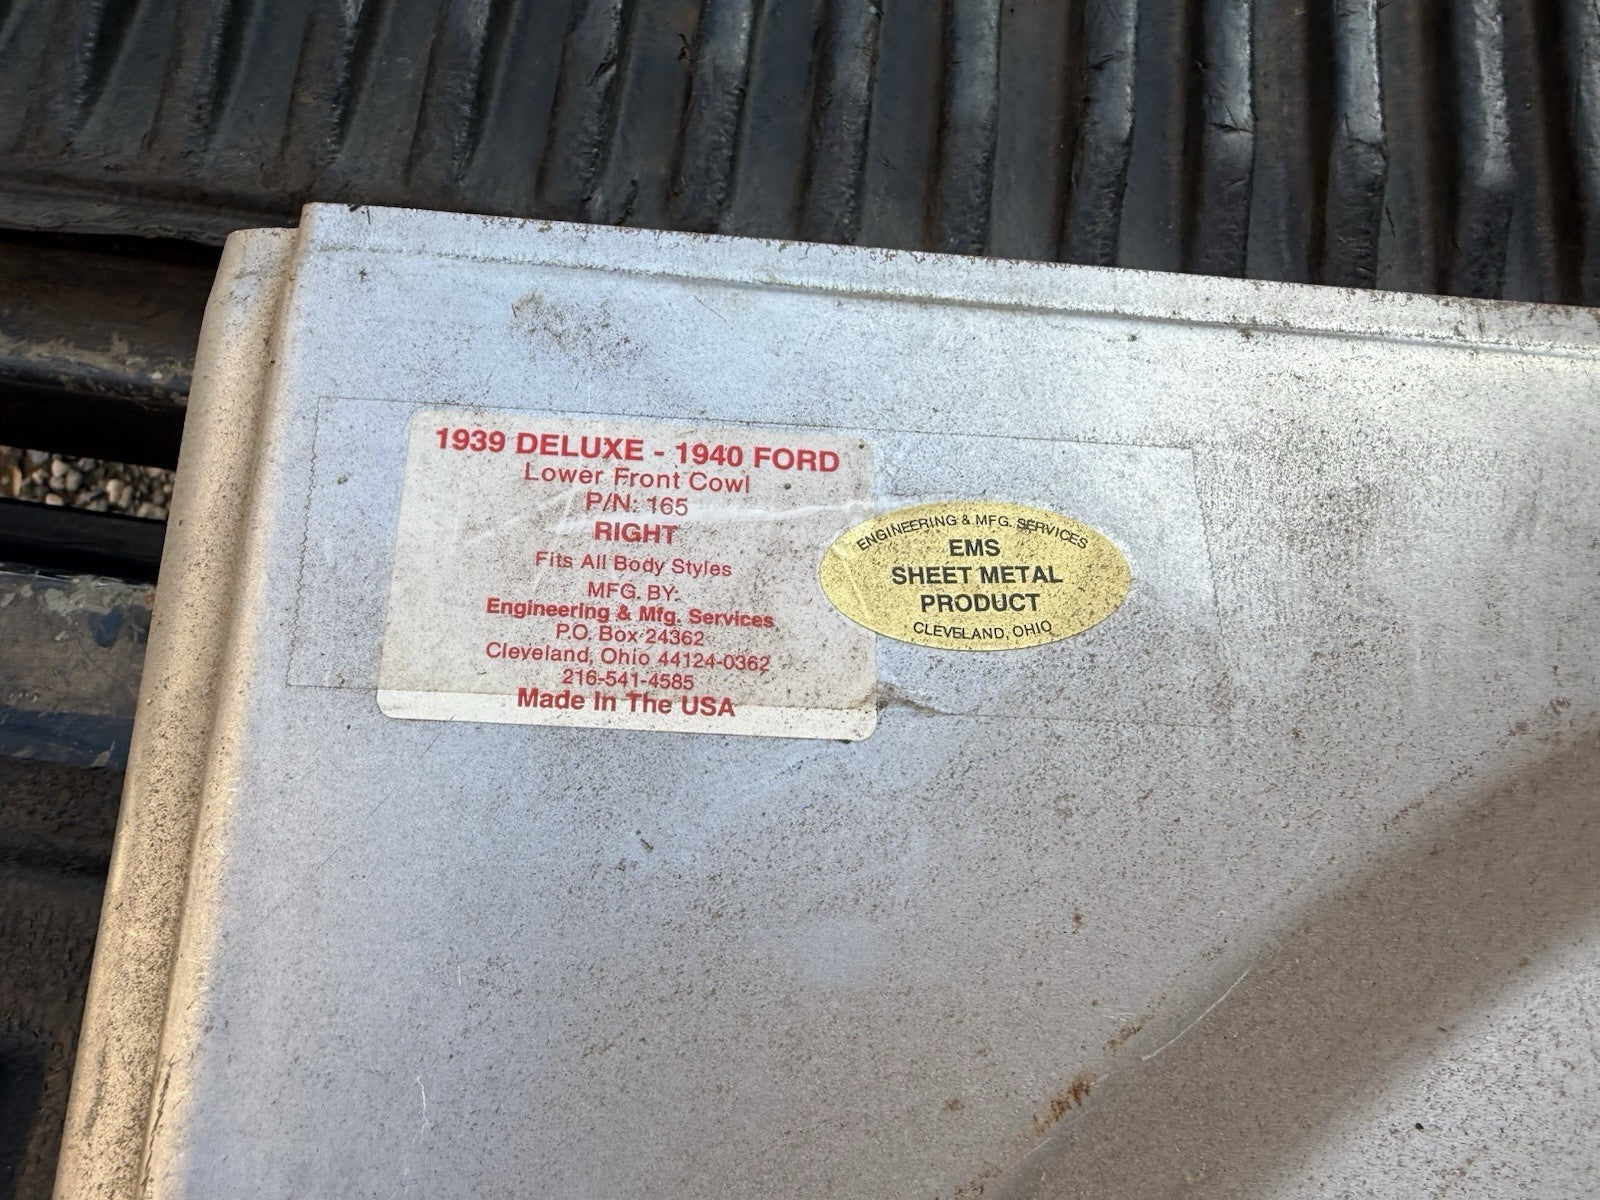 1939 DELUXE - 1940 FORD
Lower Front Cowl
P/N: 165
RIGHT
Fits All Body Styles
MFG. BY:
Engineering & Mfg. Services
P.O. Box 24362
Cleveland, Ohio 44124-0362
216-541-4585
Made In The USA
ENGINEERING & MFG. SERVICES
EMS
SHEET METAL
PRODUCT
CLEVELAND, OHIO